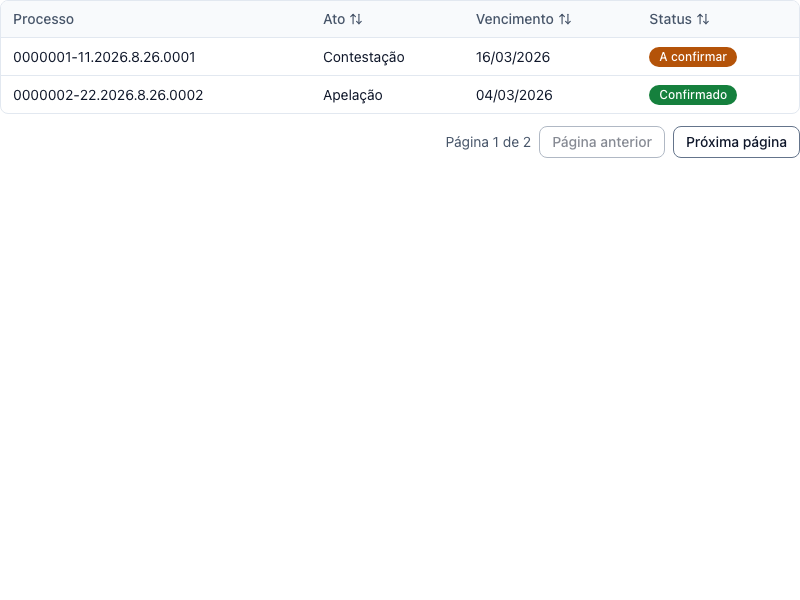 Processo Ato Vencimento Status
0000001-11.2026.8.26.0001 Contestação 16/03/2026 A confirmar
0000002-22.2026.8.26.0002 Apelação 04/03/2026 Confirmado
Página 1 de 2 Página anterior Próxima página